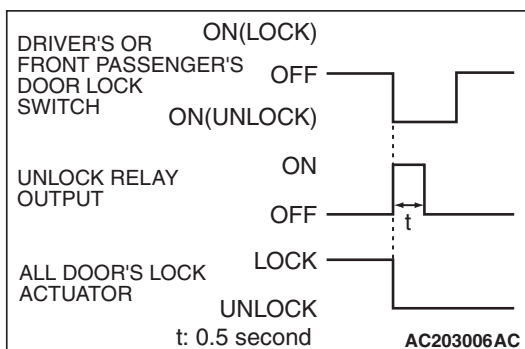 DRIVER'S OR
FRONT PASSENGER'S
DOOR LOCK
SWITCH
ON(LOCK)
OFF
ON(UNLOCK)
UNLOCK RELAY
OUTPUT
ON
OFF
t
ALL DOOR'S LOCK
ACTUATOR
LOCK
UNLOCK
t: 0.5 second
AC203006AC